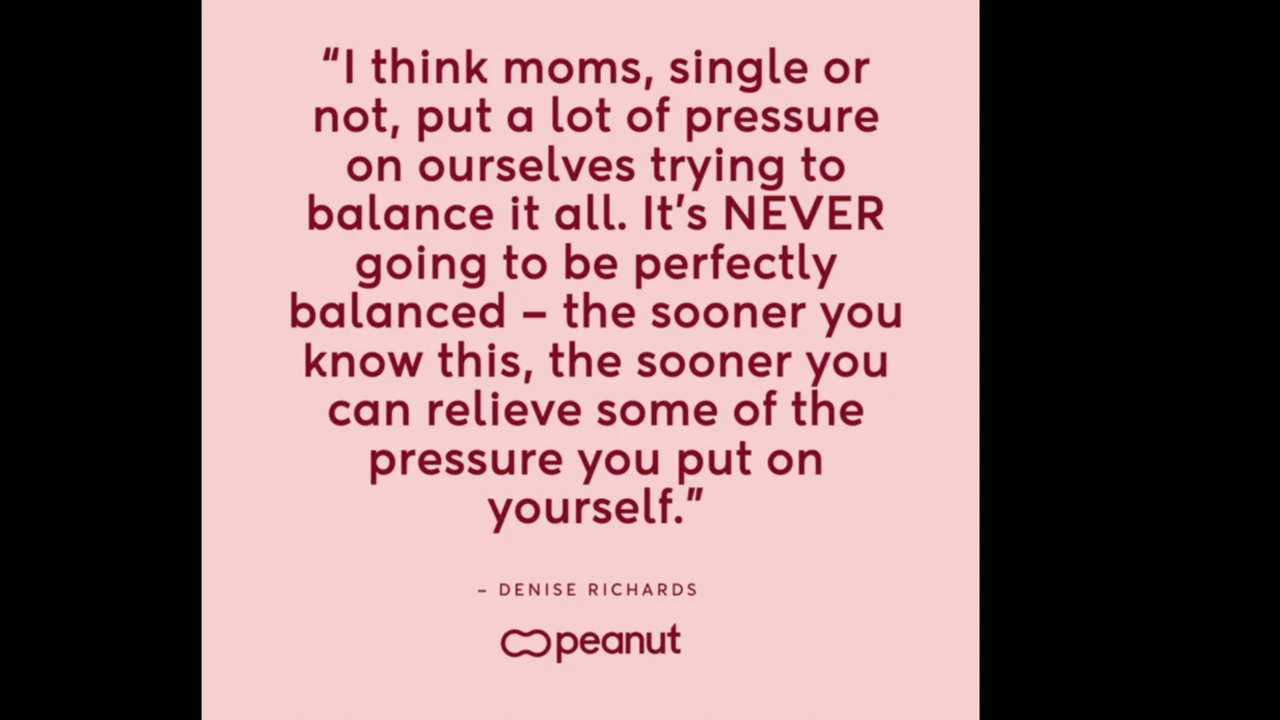 “I think moms, single or
not, put a lot of pressure
on ourselves trying to
balance it all. It’s NEVER
going to be perfectly
balanced – the sooner you
know this, the sooner you
can relieve some of the
pressure you put on
yourself.”
– DENISE RICHARDS
peanut